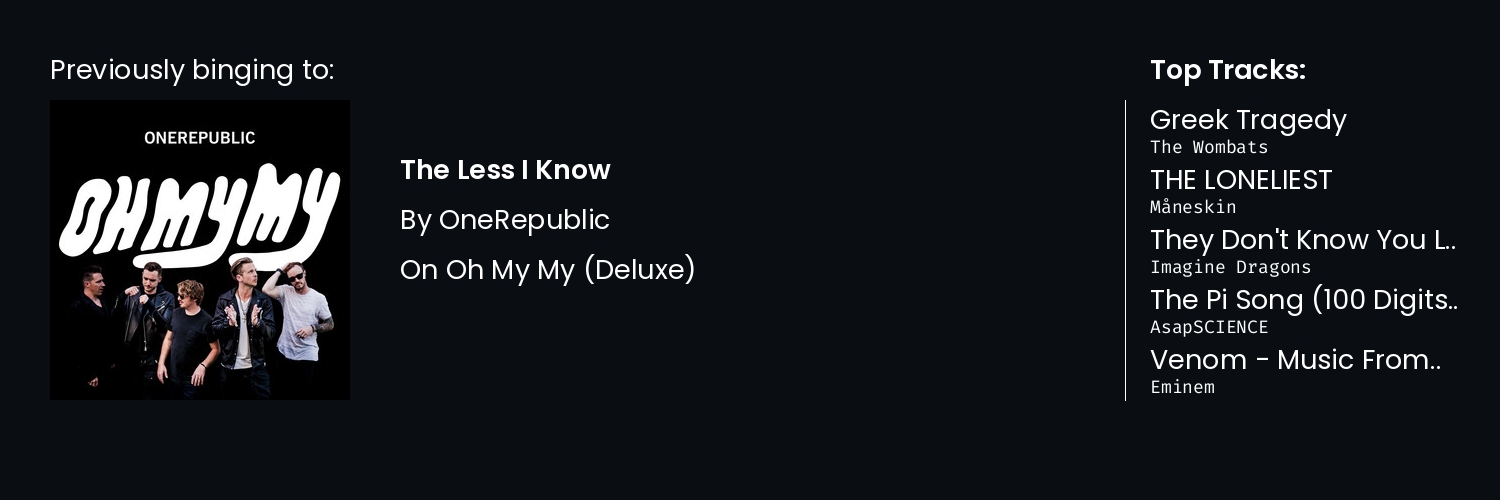 Previously binging to:
ONEREPUBLIC
OH MY MY
The Less I Know
By OneRepublic
On Oh My My (Deluxe)
Top Tracks:
Greek Tragedy
The Wombats
THE LONELIEST
Måneskin
They Don't Know You L..
Imagine Dragons
The Pi Song (100 Digits..
AsapSCIENCE
Venom - Music From..
Eminem